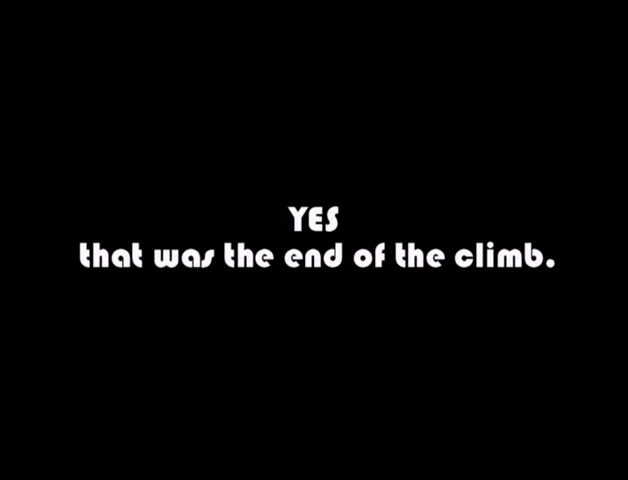 YES
that was the end of the climb.